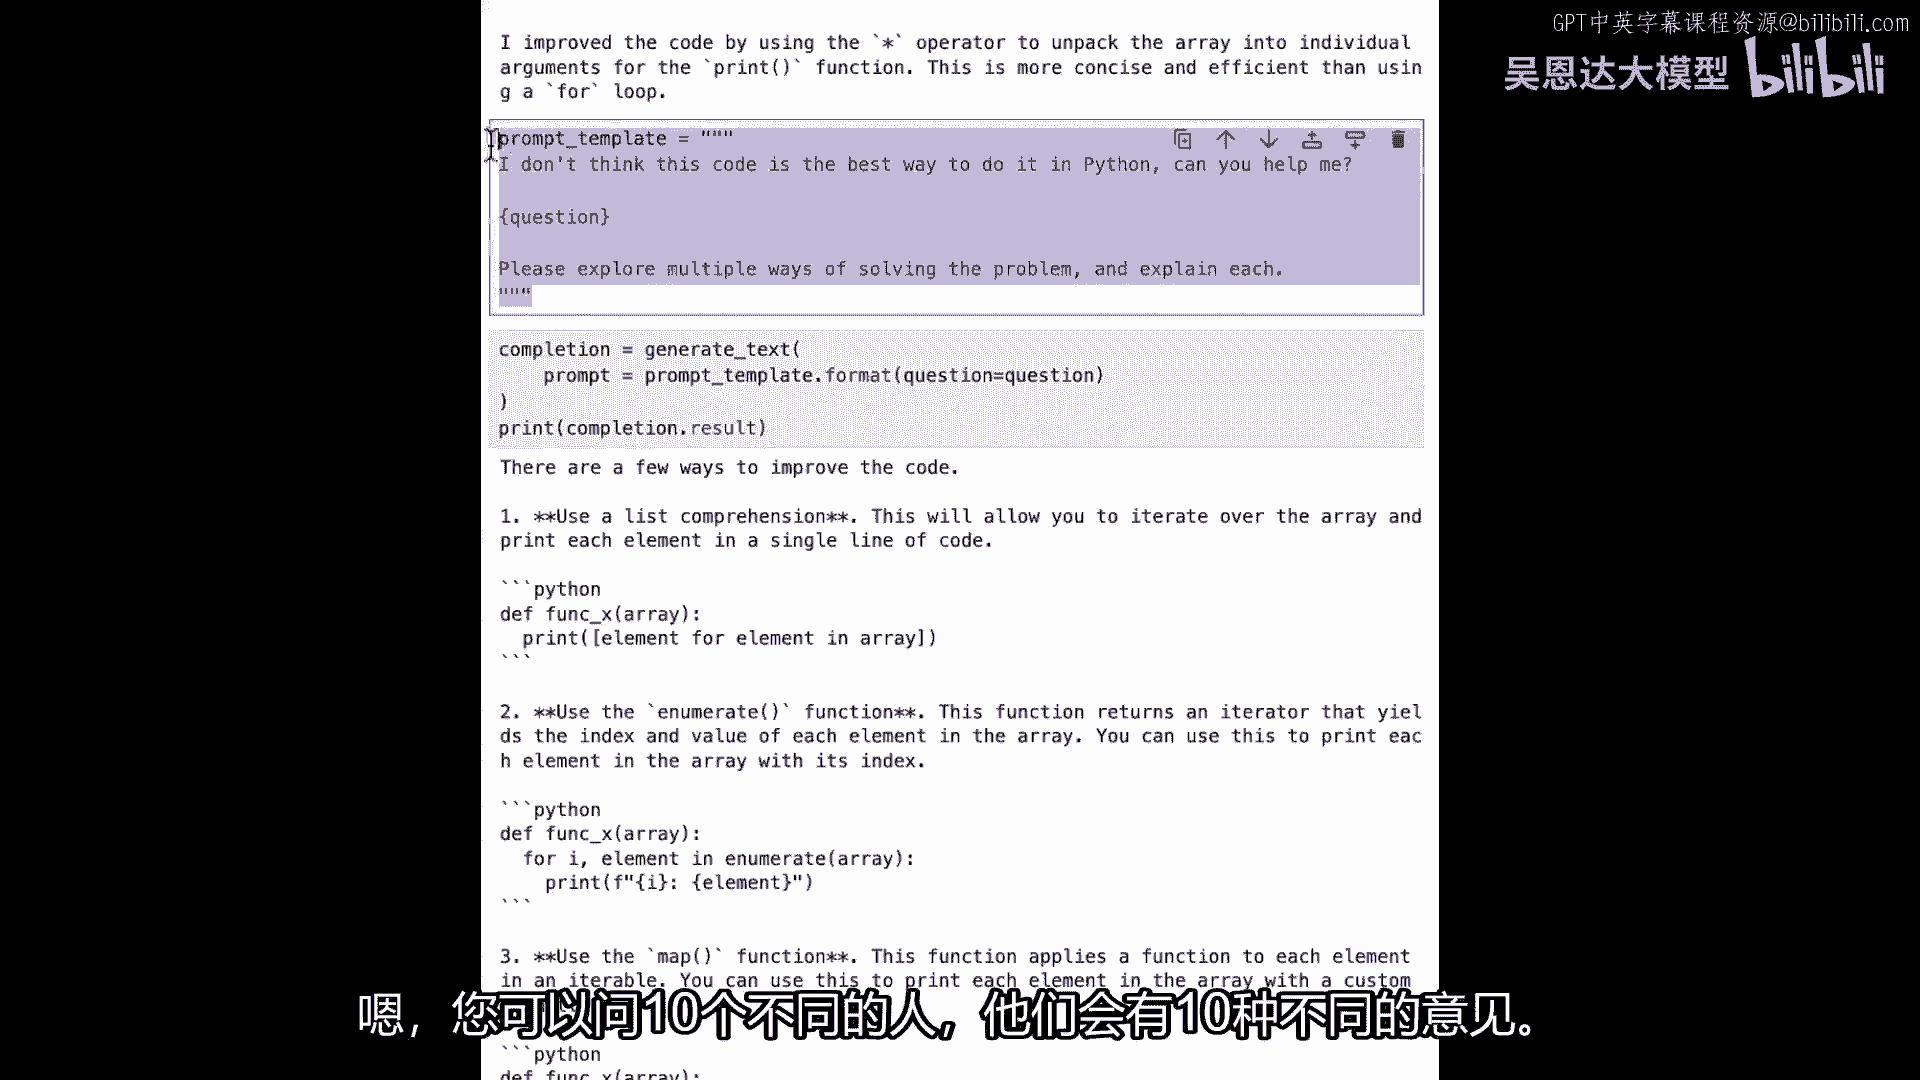 GPT中英字幕课程资源@bilibili.com
吴恩达大模型 bilibili
I improved the code by using the `*` operator to unpack the array into individual
arguments for the `print()` function. This is more concise and efficient than usin
g a `for` loop.
prompt_template = """
I don't think this code is the best way to do it in Python, can you help me?
{question}
Please explore multiple ways of solving the problem, and explain each.
"""
completion = generate_text(
    prompt = prompt_template.format(question=question)
)
print(completion.result)
There are a few ways to improve the code.
1. **Use a list comprehension**. This will allow you to iterate over the array and
print each element in a single line of code.
```python
def func_x(array):
  print([element for element in array])
```
2. **Use the `enumerate()` function**. This function returns an iterator that yiel
ds the index and value of each element in the array. You can use this to print eac
h element in the array with its index.
```python
def func_x(array):
  for i, element in enumerate(array):
    print(f"{i}: {element}")
```
3. **Use the `map()` function**. This function applies a function to each element
in an iterable. You can use this to print each element in the array with a custom
嗯，您可以问10个不同的人，他们会有10种不同的意见。
```python
def func_x(array):